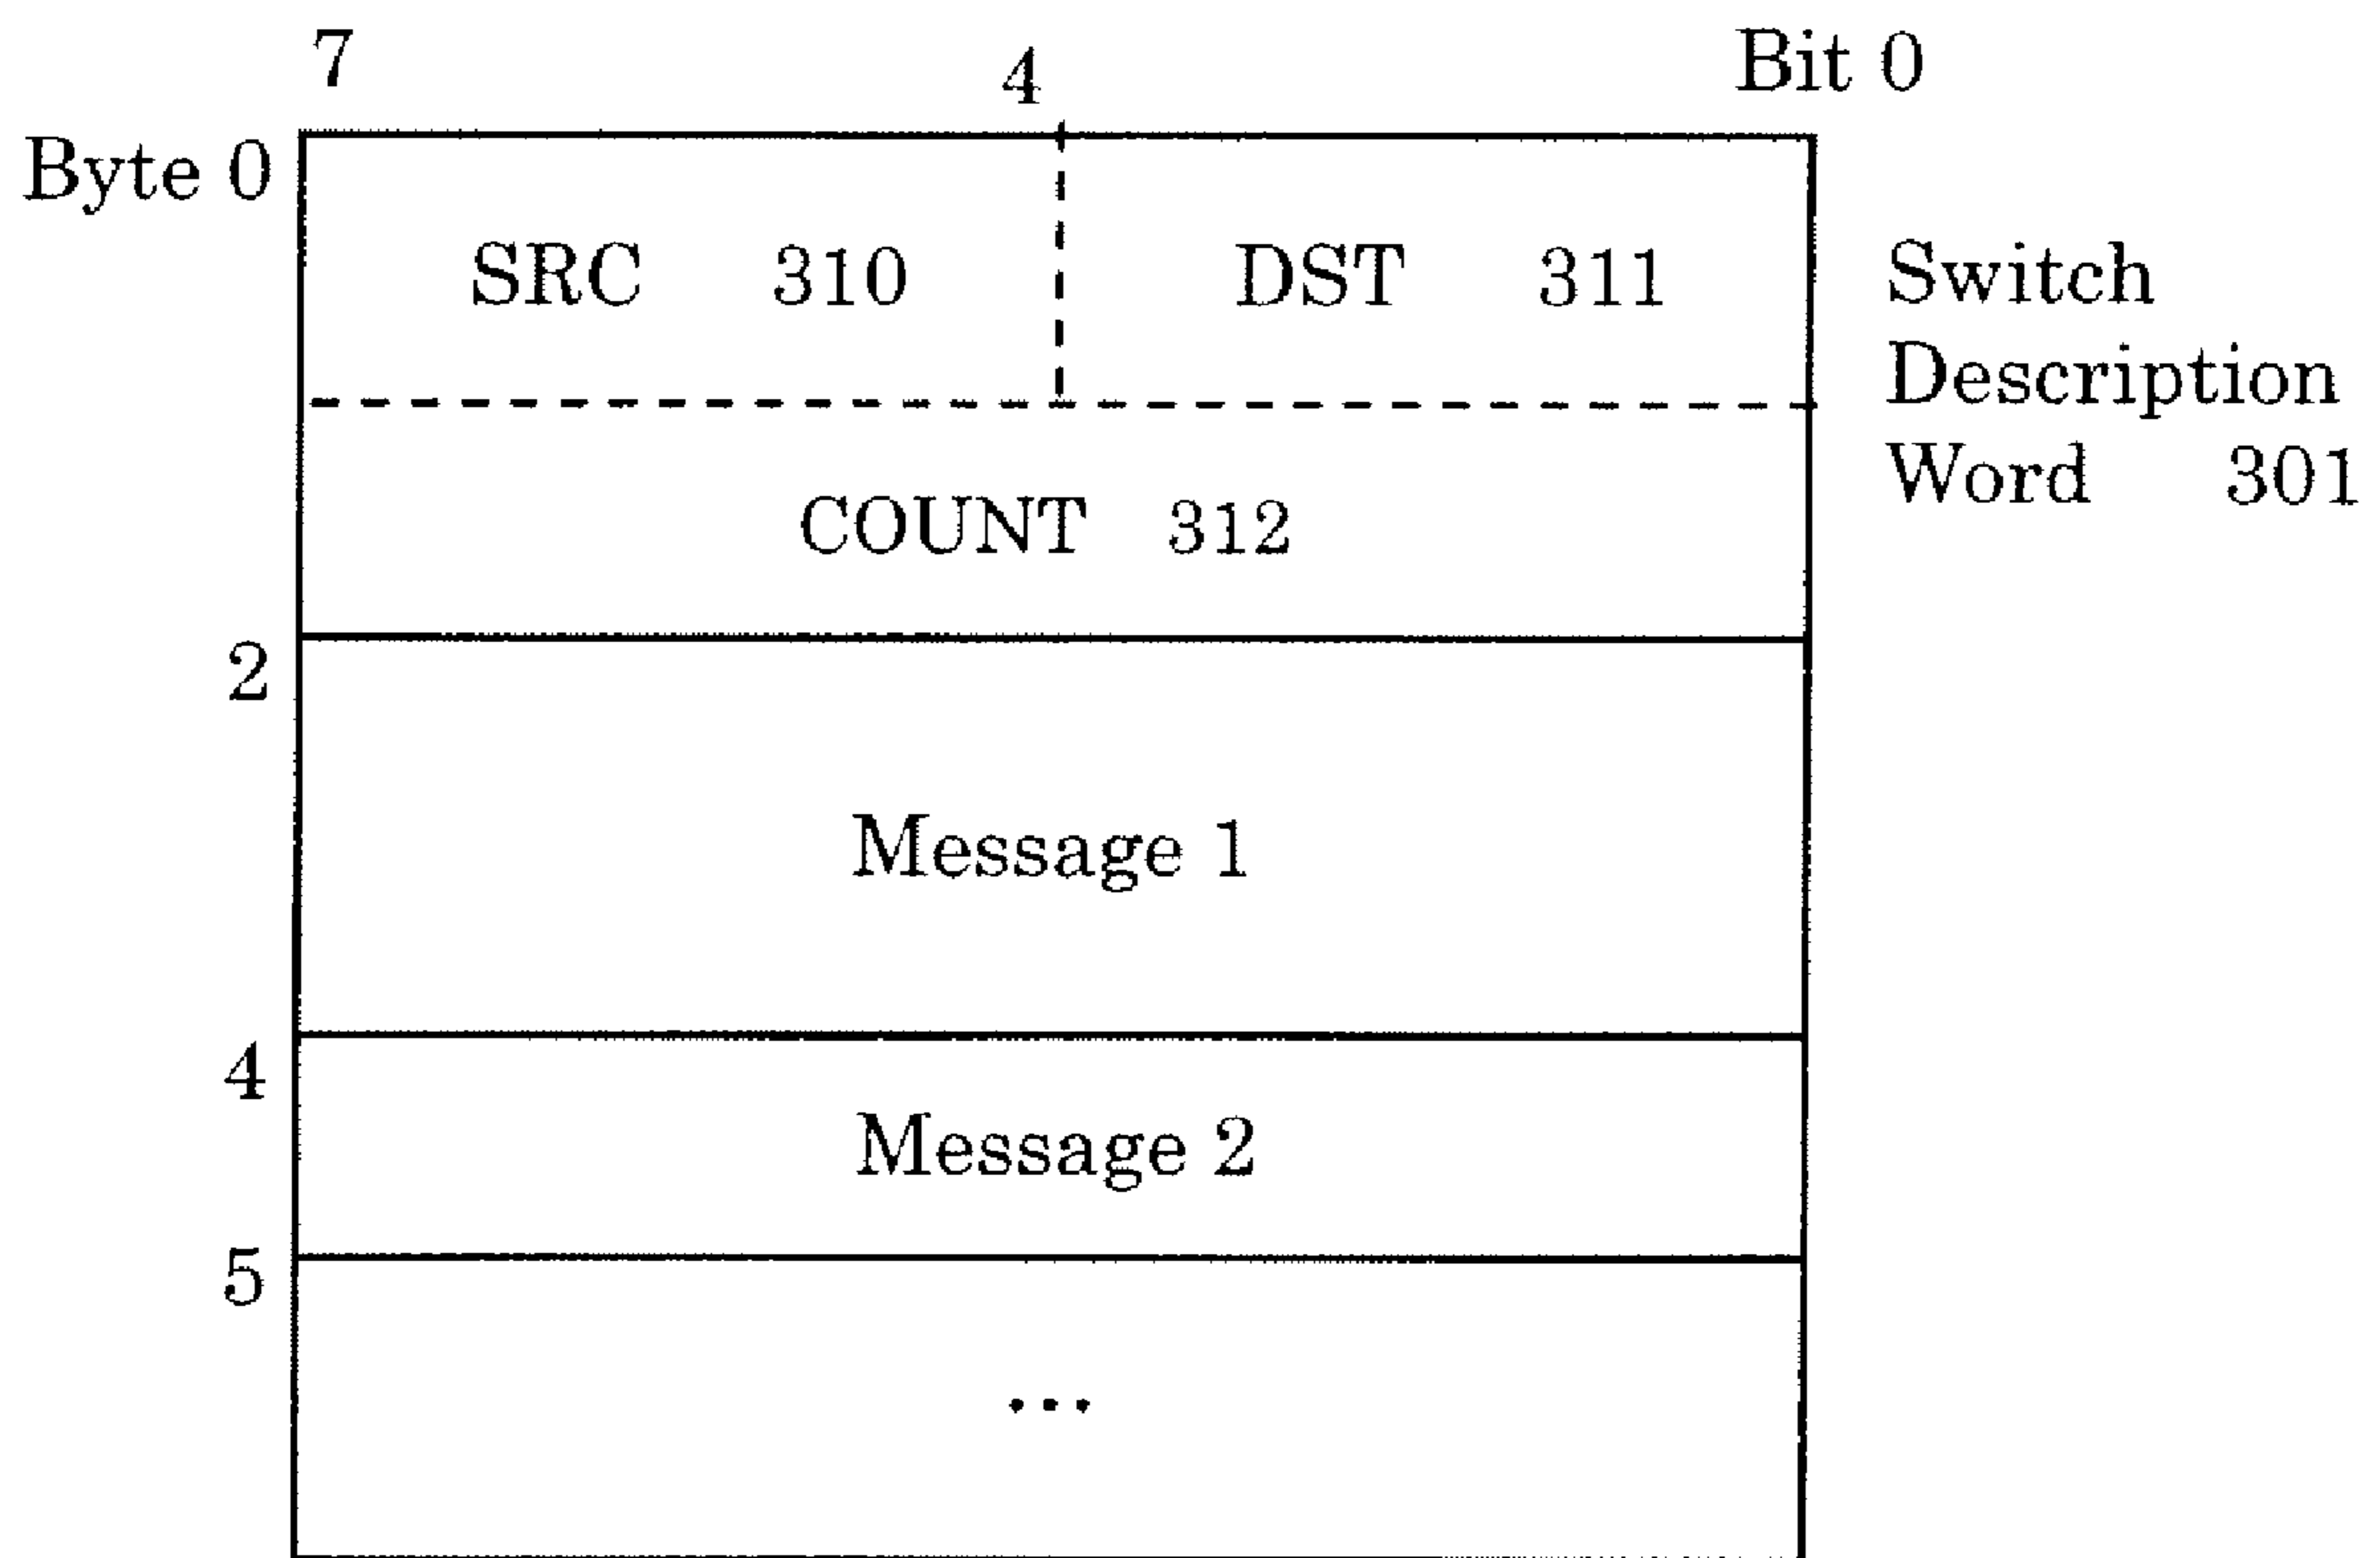 7 4 Bit 0
Byte 0
SRC 310 DST 311
Switch
Description
Word 301
COUNT 312
2
Message 1
4
Message 2
5
...